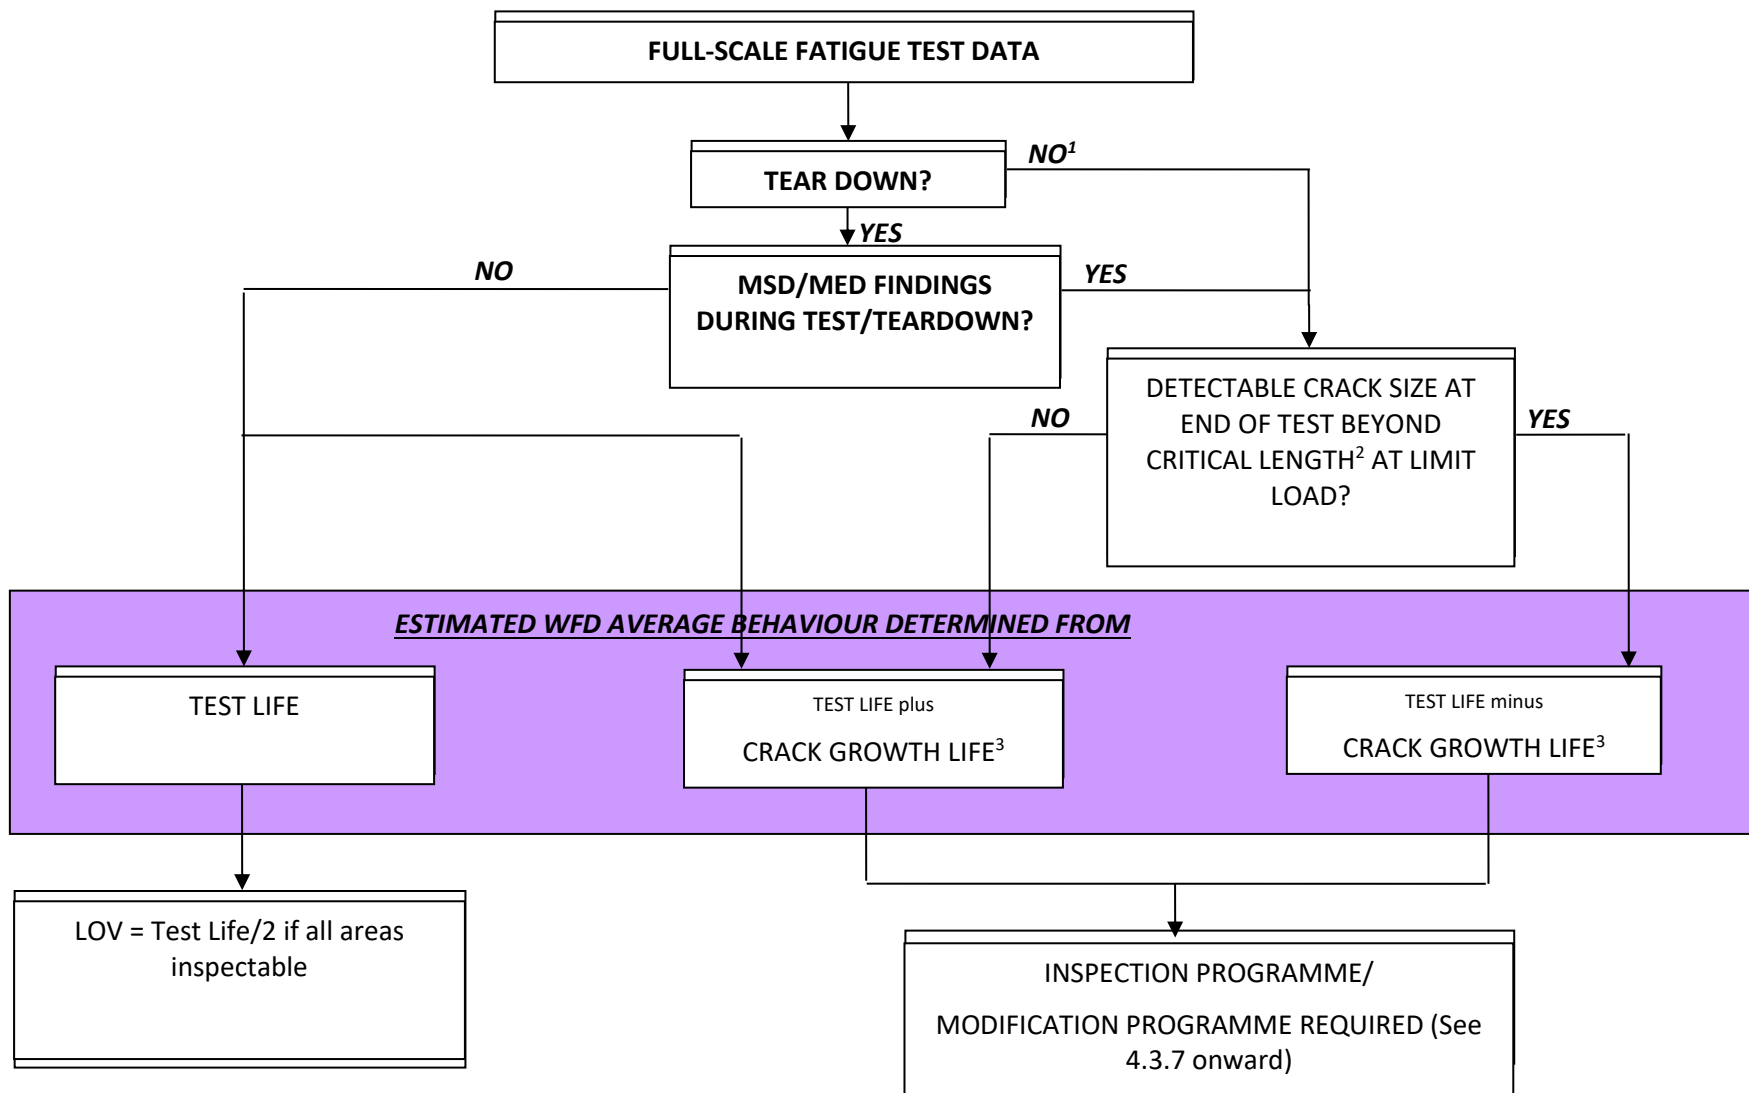 FULL-SCALE FATIGUE TEST DATA
NO¹
TEAR DOWN?
YES
NO
MSD/MED FINDINGS
DURING TEST/TEARDOWN?
YES
DETECTABLE CRACK SIZE AT
END OF TEST BEYOND
CRITICAL LENGTH² AT LIMIT
LOAD?
NO
YES
ESTIMATED WFD AVERAGE BEHAVIOUR DETERMINED FROM
TEST LIFE
TEST LIFE plus
CRACK GROWTH LIFE³
TEST LIFE minus
CRACK GROWTH LIFE³
LOV = Test Life/2 if all areas
inspectable
INSPECTION PROGRAMME/
MODIFICATION PROGRAMME REQUIRED (See
4.3.7 onward)